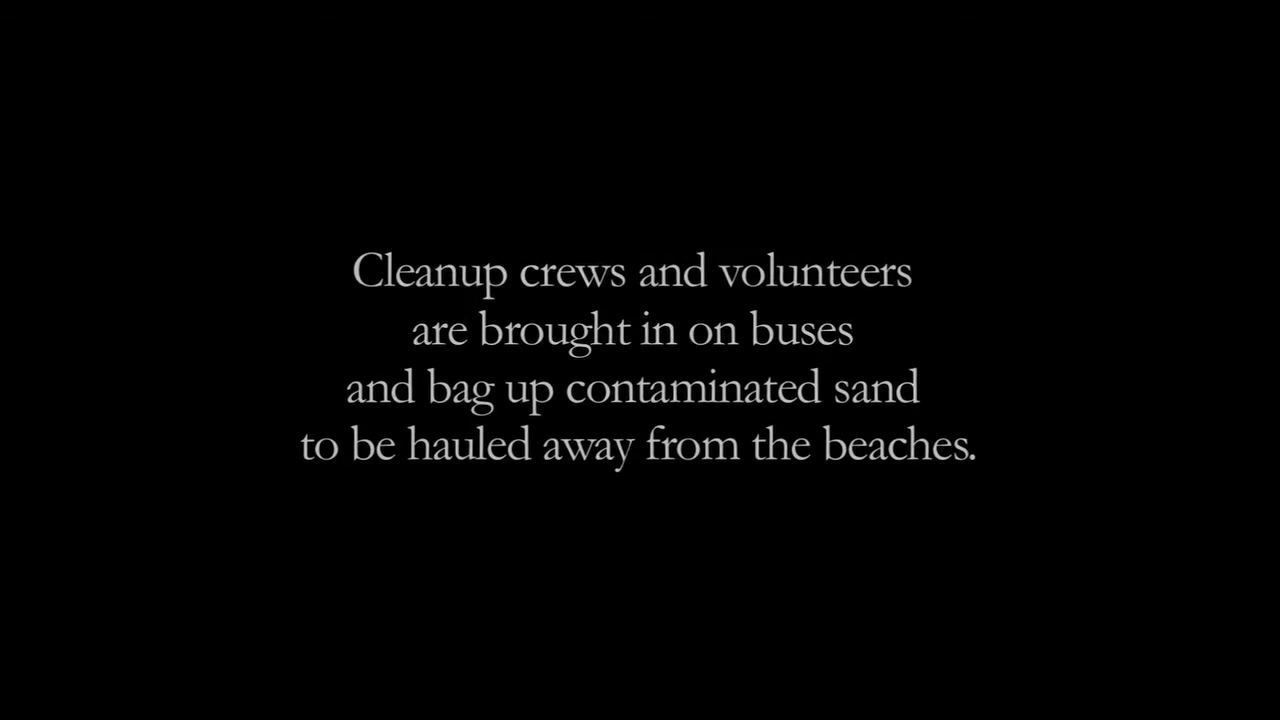 Cleanup crews and volunteers
are brought in on buses
and bag up contaminated sand
to be hauled away from the beaches.